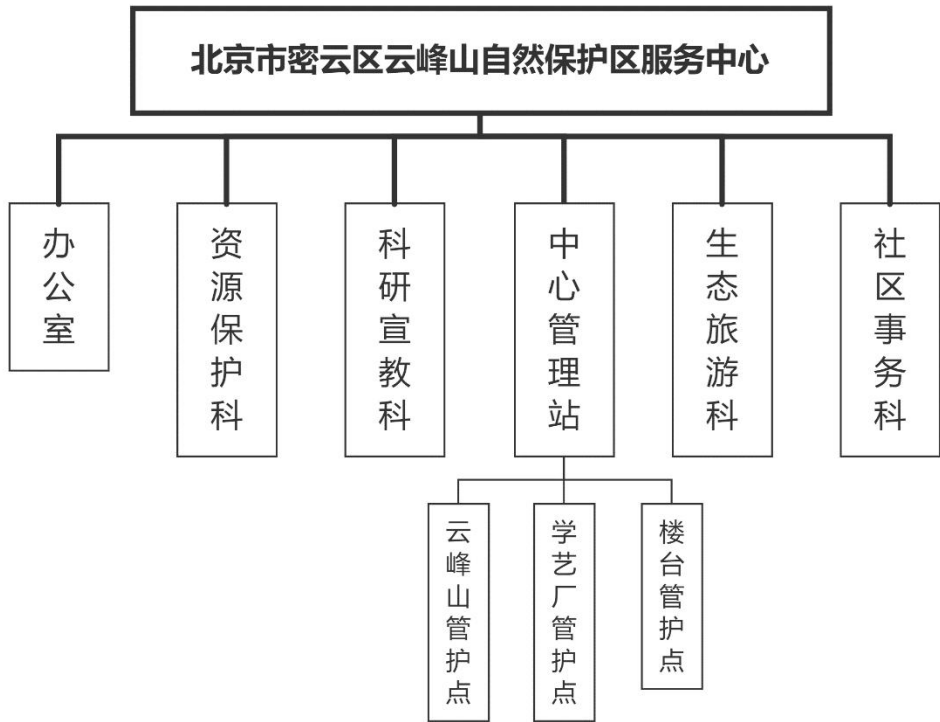 北京市密云区云峰山自然保护区服务中心
办公室
资源保护科
科研宣教科
中心管理站
生态旅游科
社区事务科
云峰山管护点
学艺厂管护点
楼台管护点